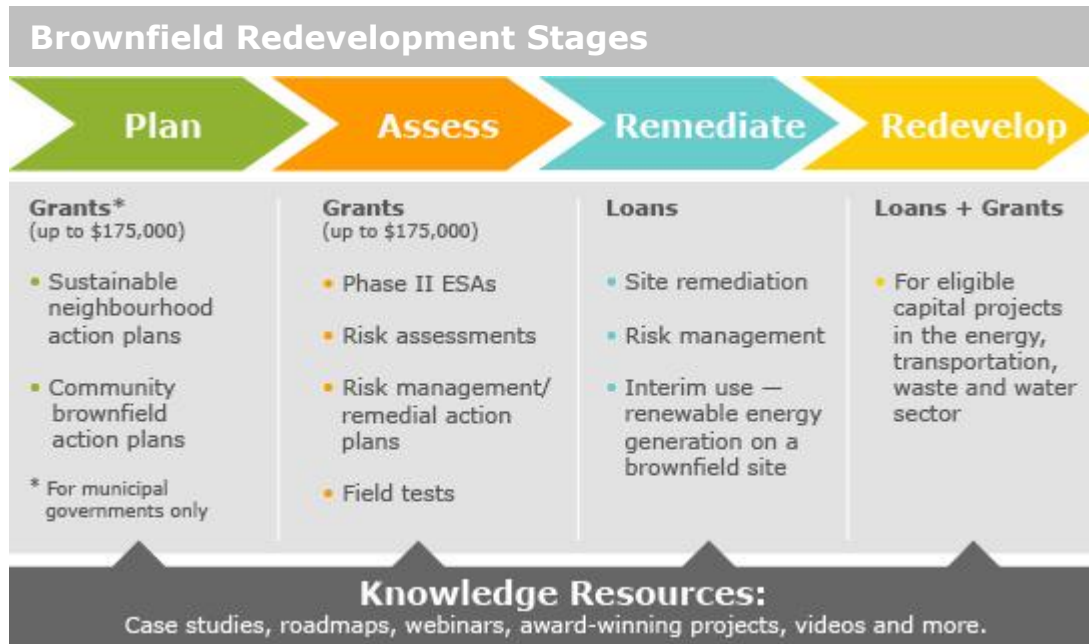 Brownfield Redevelopment Stages
Plan
Assess
Remediate
Redevelop
Grants*
(up to $175,000)
• Sustainable
neighbourhood
action plans
• Community
brownfield
action plans
* For municipal
governments only
Grants
(up to $175,000)
• Phase II ESAs
• Risk assessments
• Risk management/
remedial action
plans
• Field tests
Loans
• Site remediation
• Risk management
• Interim use —
renewable energy
generation on a
brownfield site
Loans + Grants
• For eligible
capital projects
in the energy,
transportation,
waste and water
sector
Knowledge Resources:
Case studies, roadmaps, webinars, award-winning projects, videos and more.